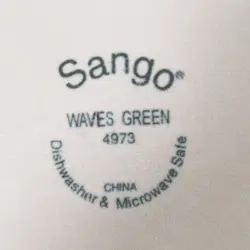 Sango®
WAVES GREEN
4973
CHINA
Dishwasher & Microwave Safe